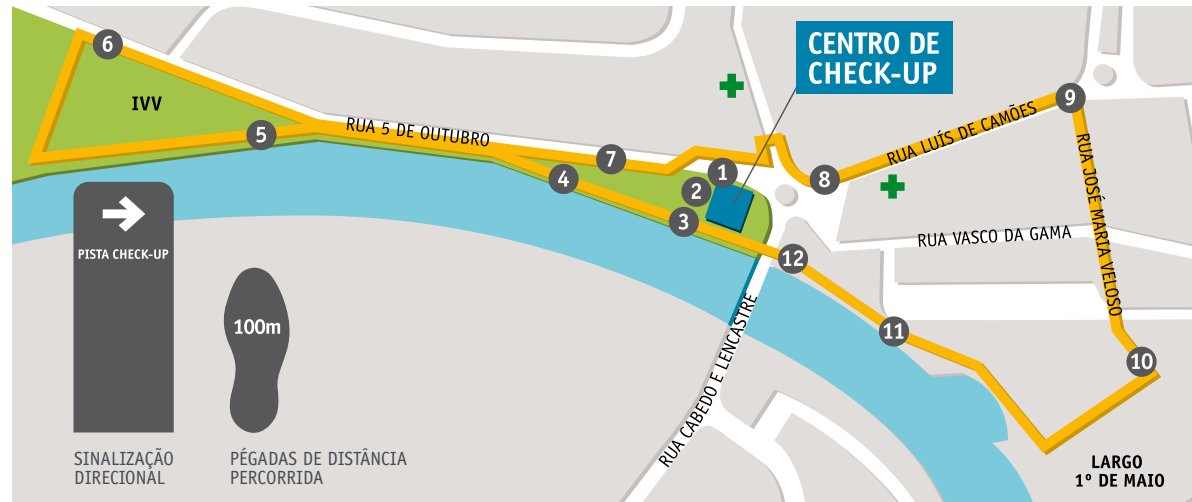 6
CENTRO DE
CHECK-UP
IVV
9
5
RUA 5 DE OUTUBRO
RUA LUÍS DE CAMÕES
7
1
8
4
2
3
RUA JOSÉ MARIA VELOSO
RUA VASCO DA GAMA
PISTA CHECK-UP
12
100m
11
10
RUA CABEDO E LENCASTRE
SINALIZAÇÃO
DIRECIONAL
PÉGADAS DE DISTÂNCIA
PERCORRIDA
LARGO
1º DE MAIO